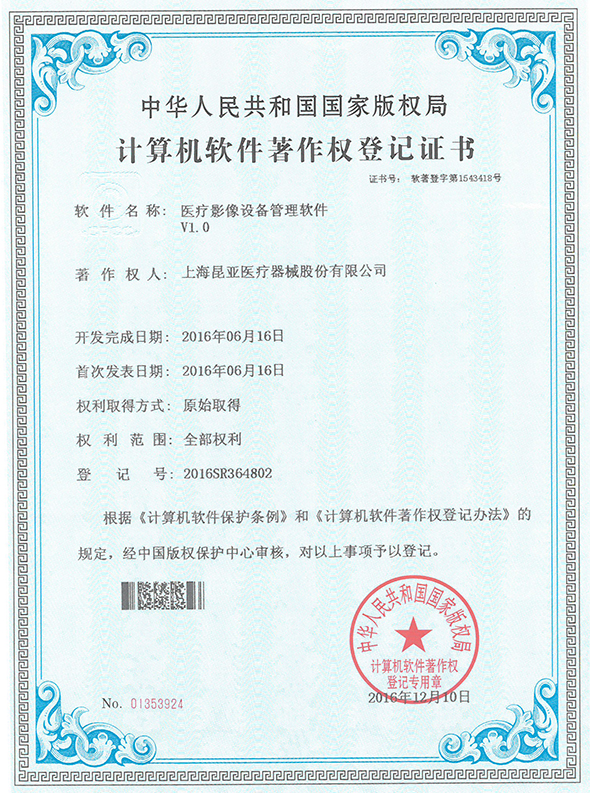 中华人民共和国国家版权局
计算机软件著作权登记证书
证书号: 软著登字第1543418号
软件名称: 医疗影像设备管理软件
V1.0
著作权人: 上海昆亚医疗器械股份有限公司
开发完成日期: 2016年06月16日
首次发表日期: 2016年06月16日
权利取得方式: 原始取得
权利范围: 全部权利
登记号: 2016SR364802
根据《计算机软件保护条例》和《计算机软件著作权登记办法》的
规定，经中国版权保护中心审核，对以上事项予以登记。
中华人民共和国国家版权局
计算机软件著作权
登记专用章
2016年12月10日
No. 01353924